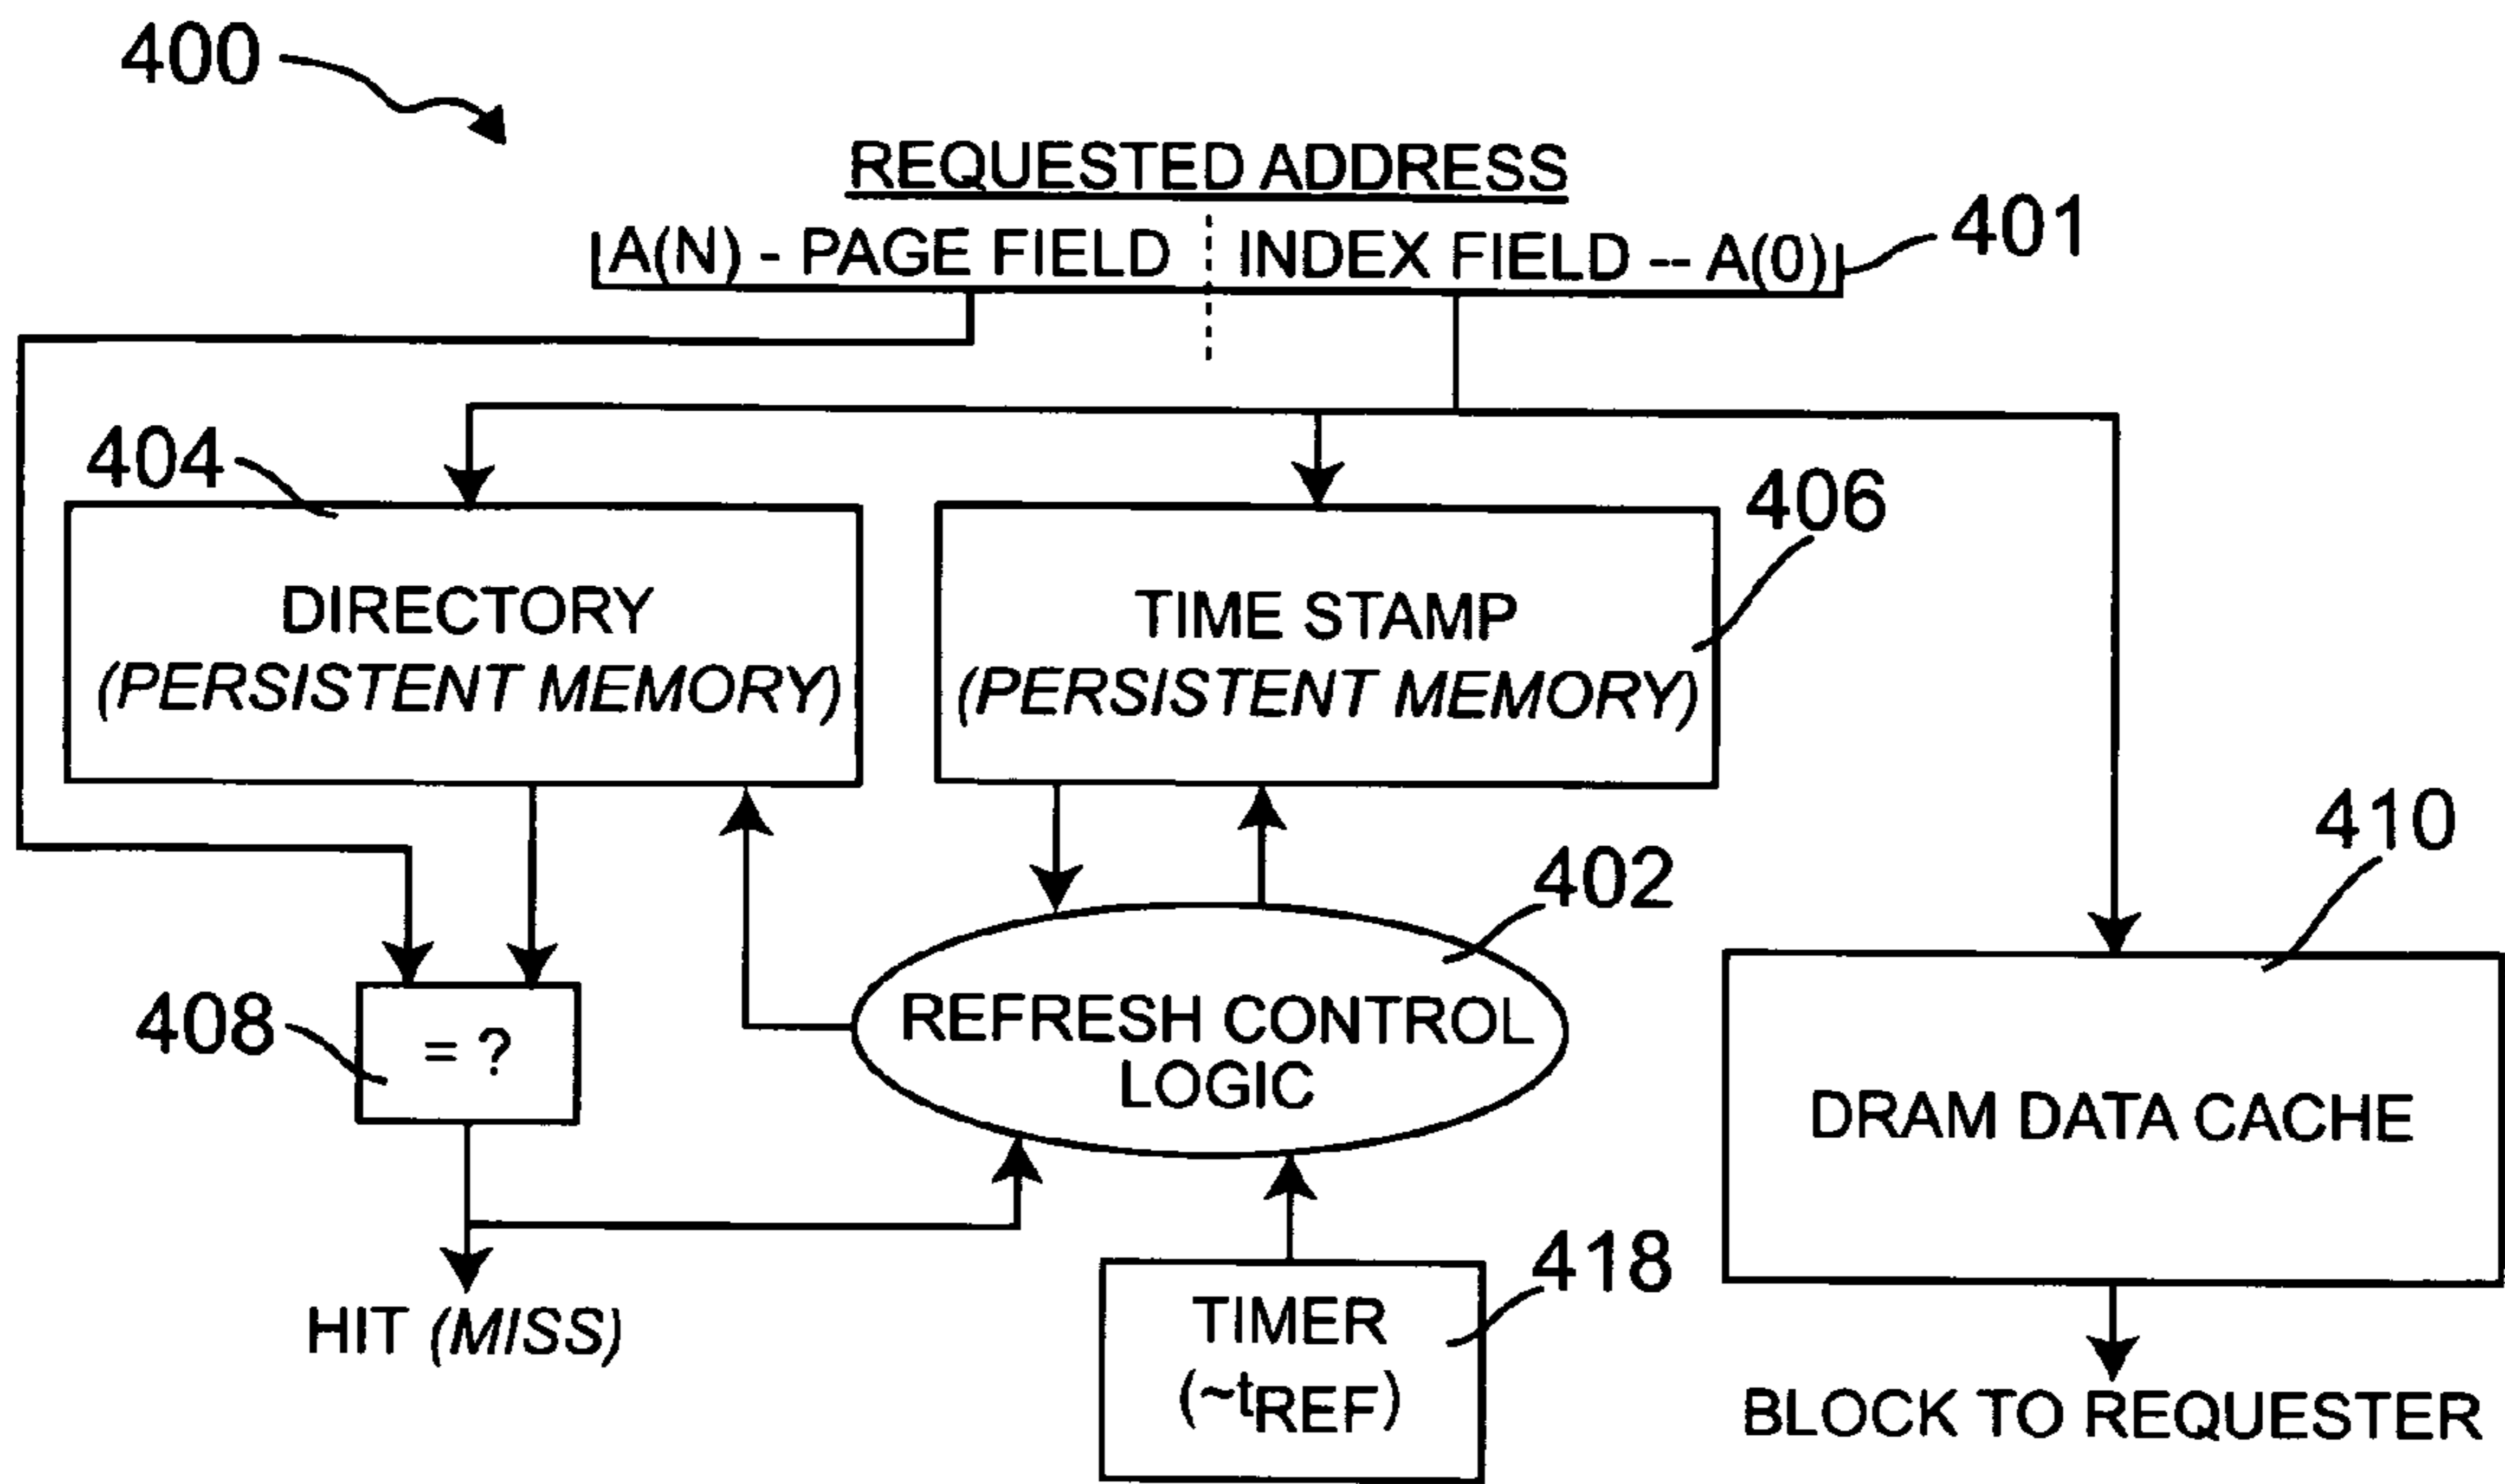 400
REQUESTED ADDRESS
A(N) - PAGE FIELD INDEX FIELD -- A(0)
401
404
406
DIRECTORY
(PERSISTENT MEMORY)
TIME STAMP
(PERSISTENT MEMORY)
410
402
408
= ?
REFRESH CONTROL
LOGIC
DRAM DATA CACHE
418
HIT (MISS)
TIMER
(~tREF)
BLOCK TO REQUESTER